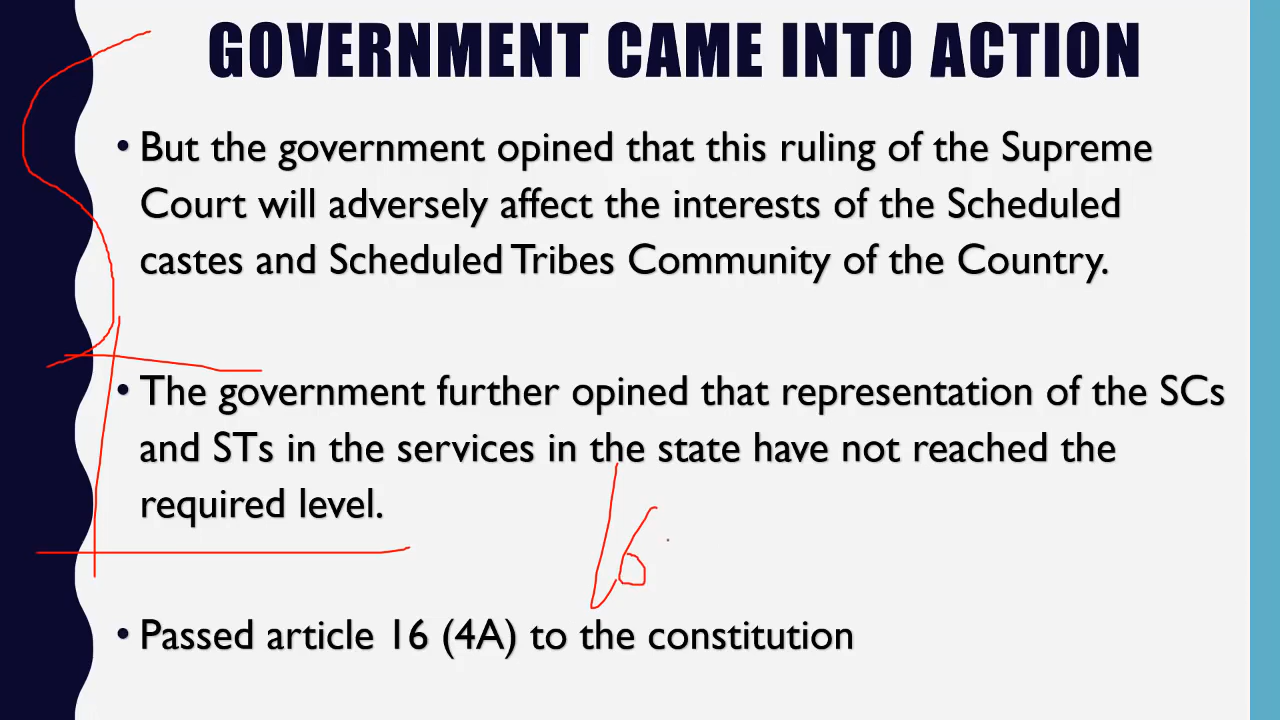 GOVERNMENT CAME INTO ACTION
• But the government opined that this ruling of the Supreme
Court will adversely affect the interests of the Scheduled
castes and Scheduled Tribes Community of the Country.
• The government further opined that representation of the SCs
and STs in the services in the state have not reached the
required level.
16
• Passed article 16 (4A) to the constitution